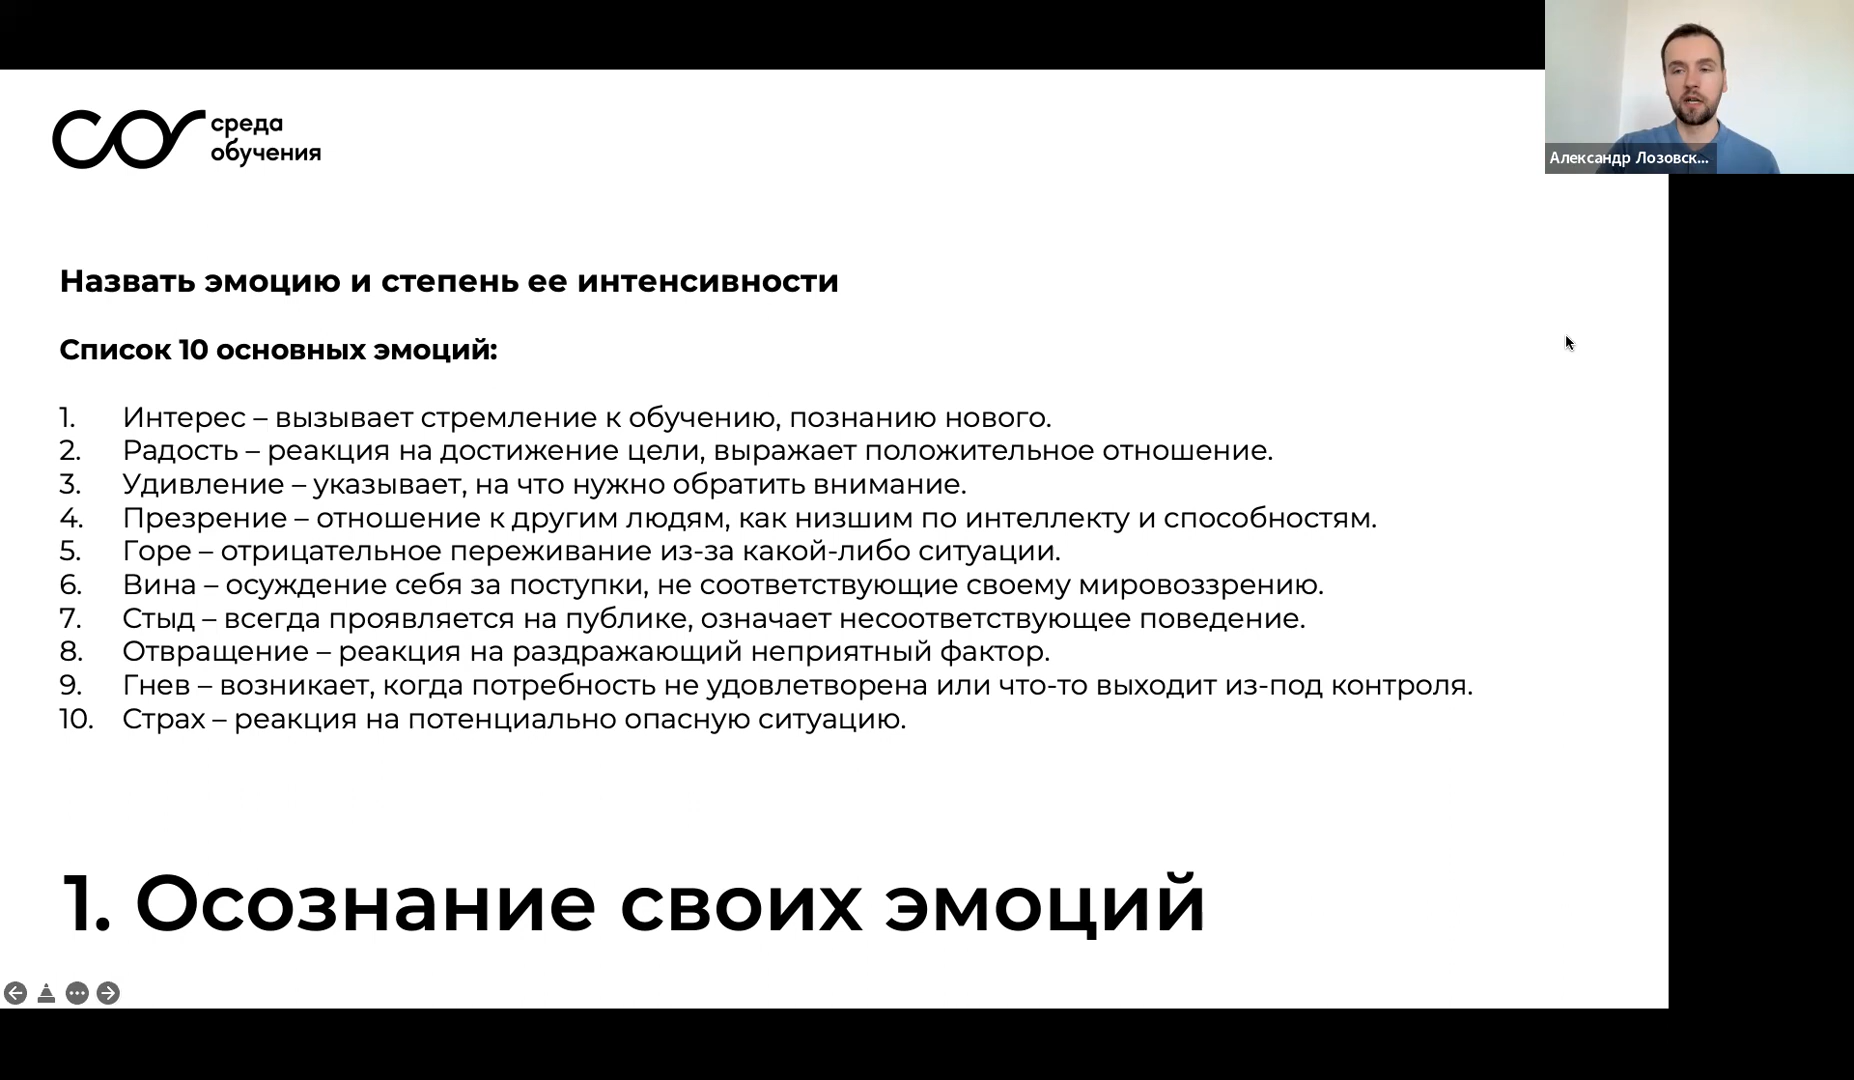 сos среда
обучения
Александр Лозовск...
Назвать эмоцию и степень ее интенсивности
Список 10 основных эмоций:
1. Интерес – вызывает стремление к обучению, познанию нового.
2. Радость – реакция на достижение цели, выражает положительное отношение.
3. Удивление – указывает, на что нужно обратить внимание.
4. Презрение – отношение к другим людям, как низшим по интеллекту и способностям.
5. Горе – отрицательное переживание из-за какой-либо ситуации.
6. Вина – осуждение себя за поступки, не соответствующие своему мировоззрению.
7. Стыд – всегда проявляется на публике, означает несоответствующее поведение.
8. Отвращение – реакция на раздражающий неприятный фактор.
9. Гнев – возникает, когда потребность не удовлетворена или что-то выходит из-под контроля.
10. Страх – реакция на потенциально опасную ситуацию.
1. Осознание своих эмоций